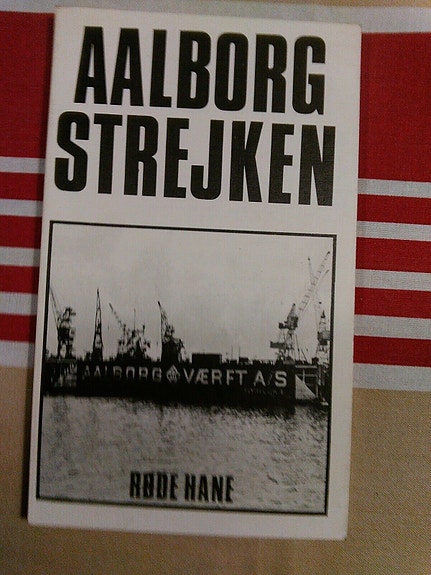 AALBORG
STREJKEN
AALBORG VÆRFT A/S
RØDE HANE